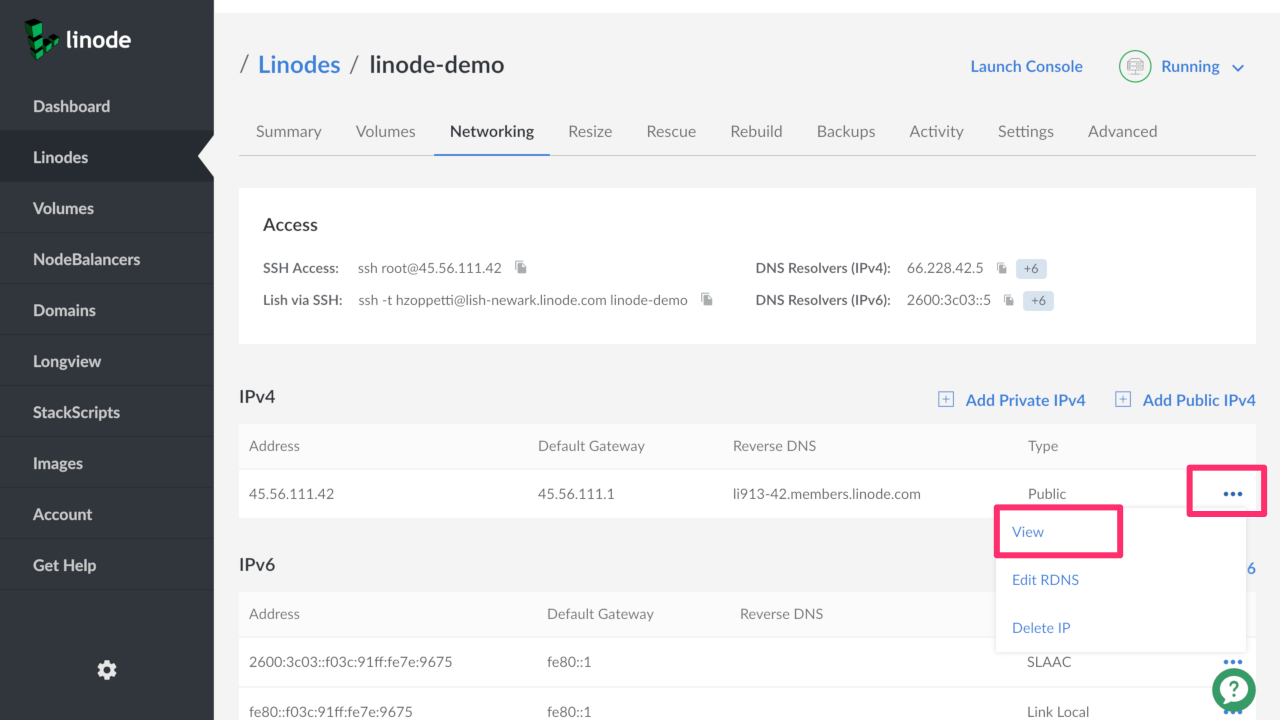 linode
Dashboard
Linodes
Volumes
NodeBalancers
Domains
Longview
StackScripts
Images
Account
Get Help
/ Linodes / linode-demo
Launch Console
Running
Summary Volumes Networking Resize Rescue Rebuild Backups Activity Settings Advanced
Access
SSH Access: ssh root@45.56.111.42
DNS Resolvers (IPv4): 66.228.42.5 +6
Lish via SSH: ssh -t hzoppetti@lish-newark.linode.com linode-demo
DNS Resolvers (IPv6): 2600:3c03::5 +6
IPv4
Add Private IPv4
Add Public IPv4
Address Default Gateway Reverse DNS Type
45.56.111.42 45.56.111.1 li913-42.members.linode.com Public
View
Edit RDNS
Delete IP
IPv6
6
Address Default Gateway Reverse DNS
2600:3c03::f03c:91ff:fe7e:9675 fe80::1 SLAAC
fe80::f03c:91ff:fe7e:9675 fe80::1 Link Local
?